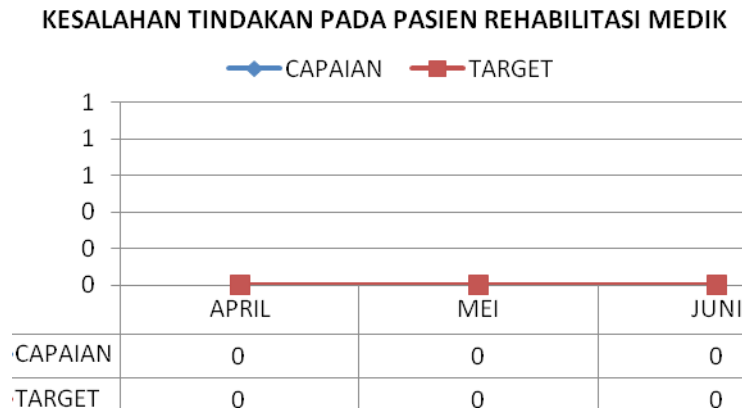 KESALAHAN TINDAKAN PADA PASIEN REHABILITASI MEDIK
CAPAIAN TARGET
1
1
1
0
0
0
APRIL MEI JUNI
CAPAIAN 0 0 0
TARGET 0 0 0